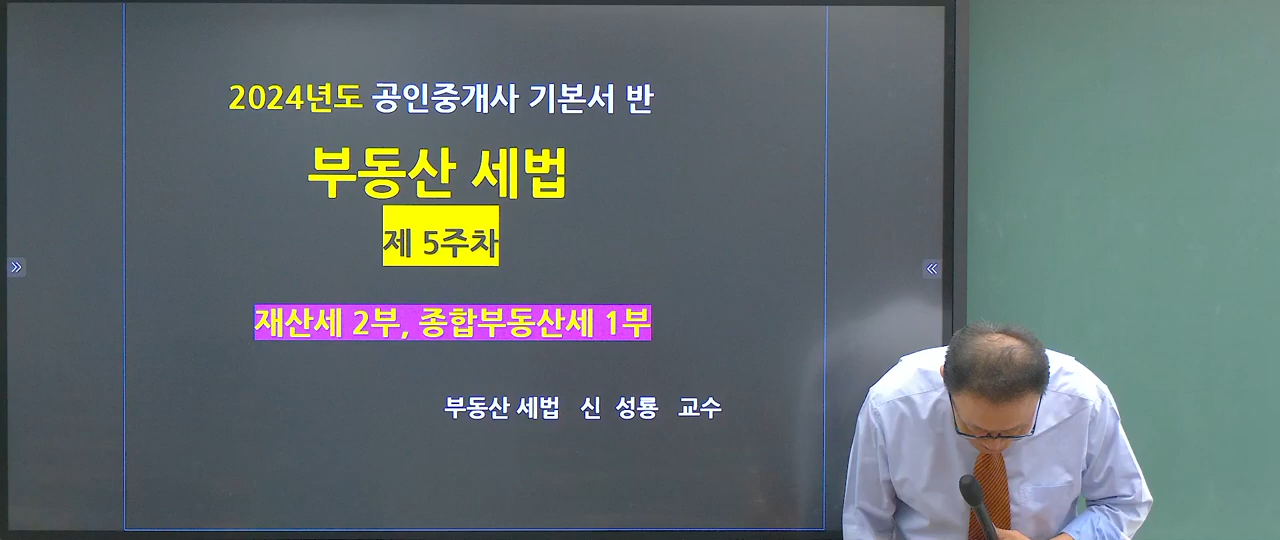 2024년도 공인중개사 기본서 반
부동산 세법
제 5주차
재산세 2부, 종합부동산세 1부
부동산 세법 신 성룡 교수